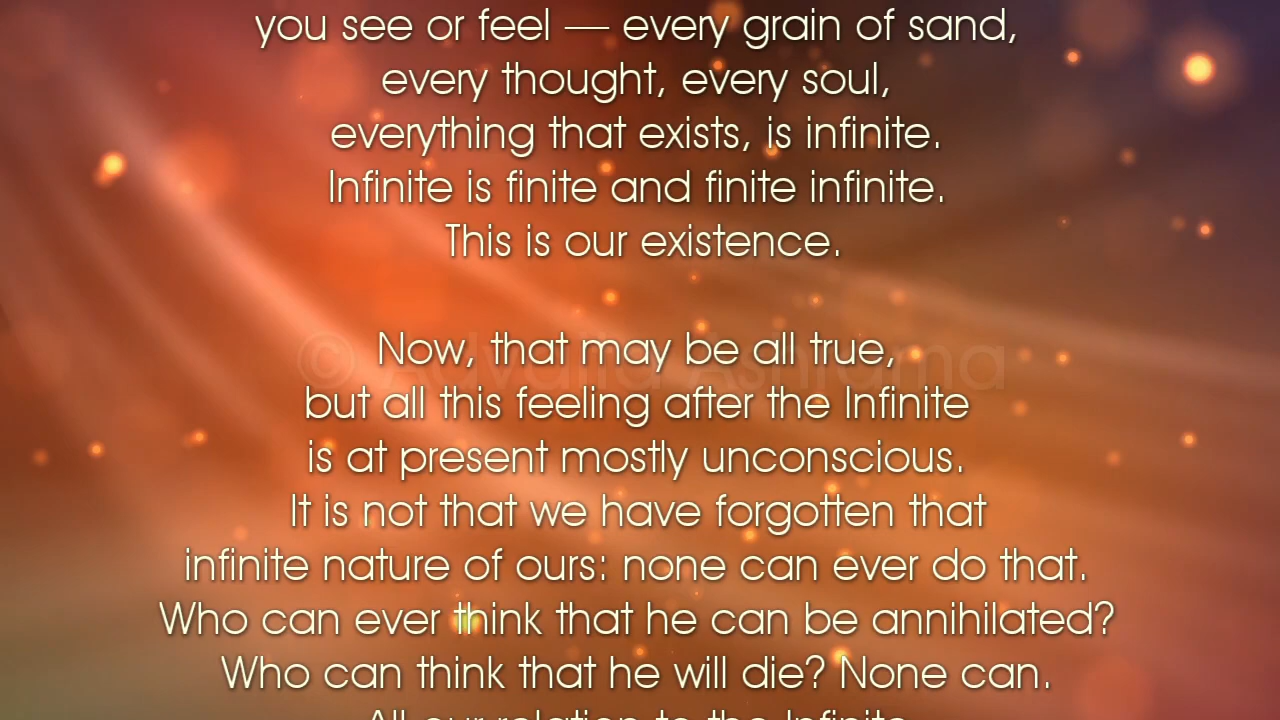 you see or feel — every grain of sand,
every thought, every soul,
everything that exists, is infinite.
Infinite is finite and finite infinite.
This is our existence.
© Advaita Ashrama
Now, that may be all true,
but all this feeling after the Infinite
is at present mostly unconscious.
It is not that we have forgotten that
infinite nature of ours: none can ever do that.
Who can ever think that he can be annihilated?
Who can think that he will die? None can.
All our relation to the Infinite